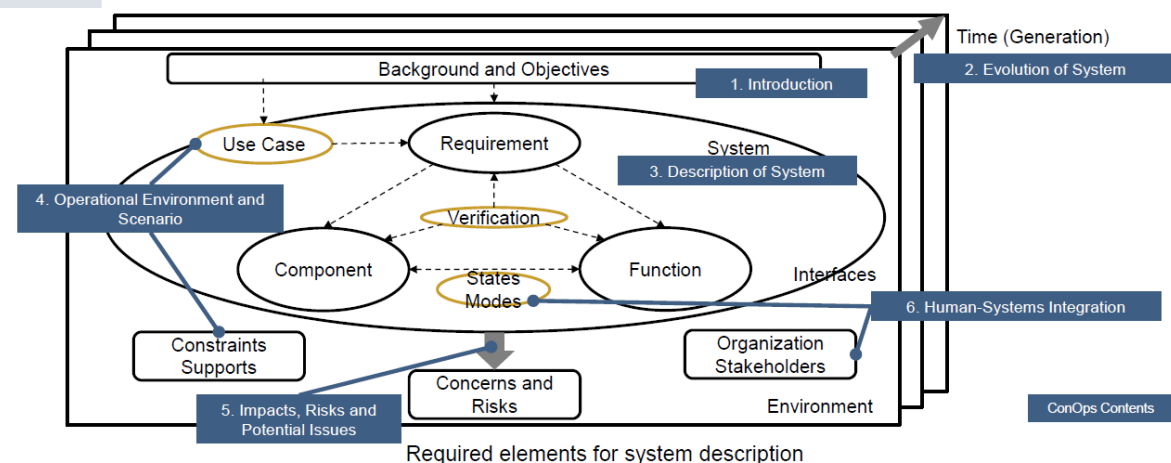 Time (Generation)
2. Evolution of System
Background and Objectives
1. Introduction
Use Case
Requirement
System
3. Description of System
4. Operational Environment and
Scenario
Verification
Component
Function
States
Modes
Interfaces
6. Human-Systems Integration
Constraints
Supports
Organization
Stakeholders
Concerns and
Risks
5. Impacts, Risks and
Potential Issues
Environment
ConOps Contents
Required elements for system description